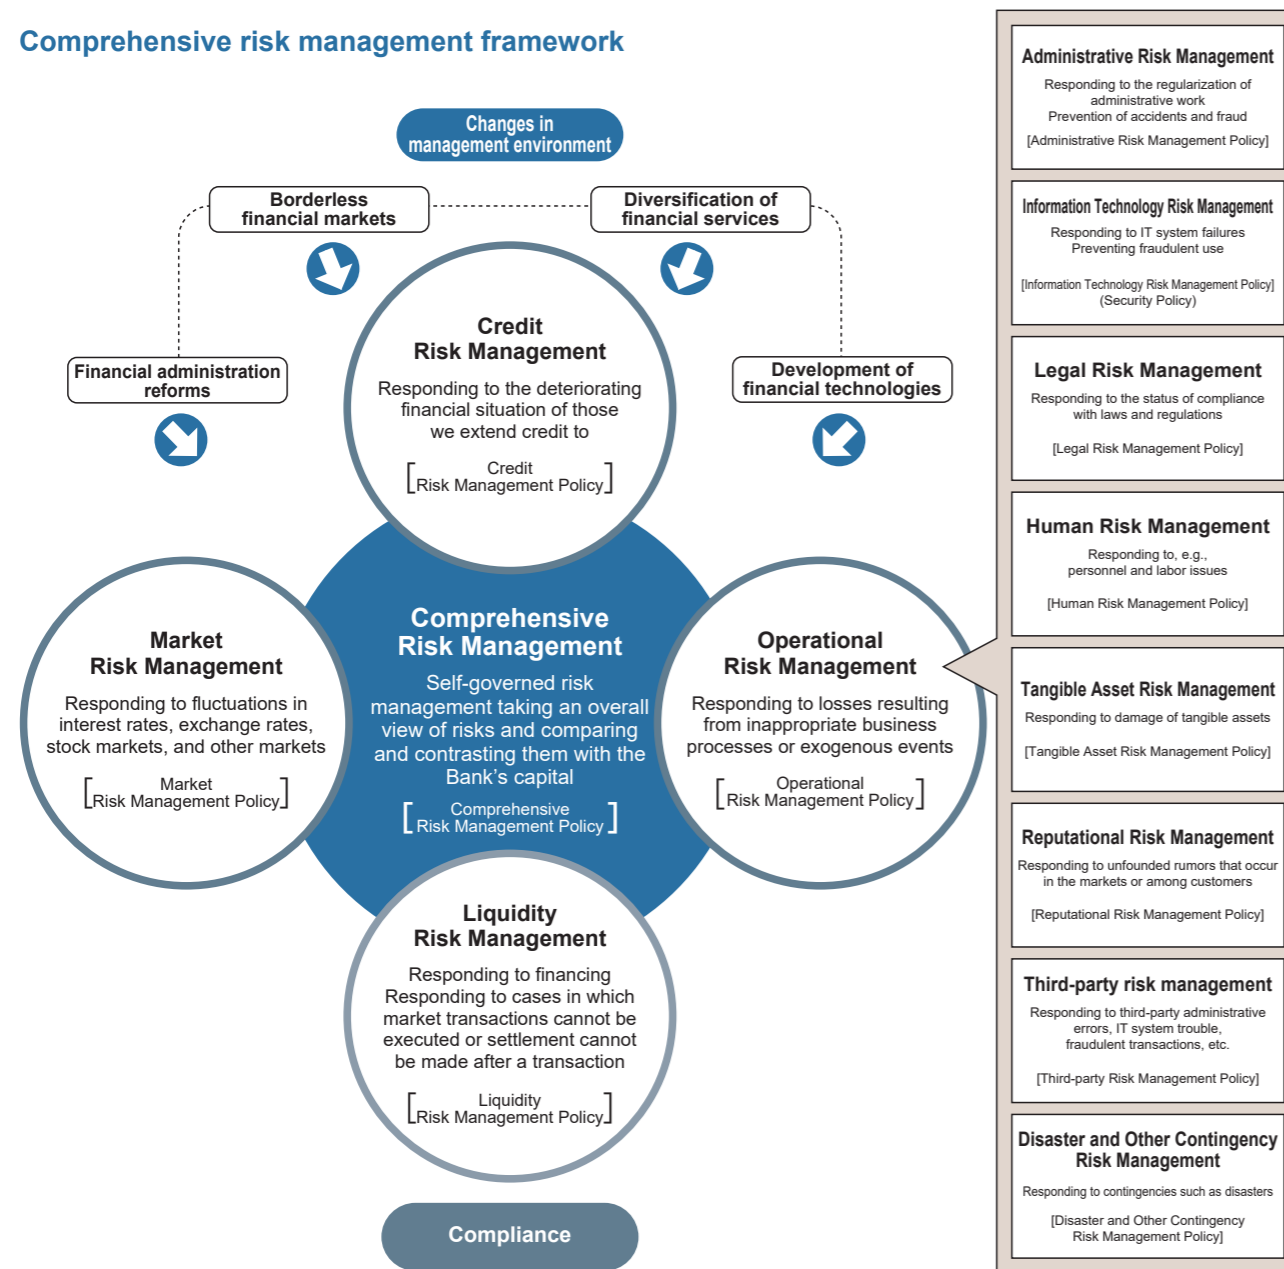 Comprehensive risk management framework
Changes in
management environment
Borderless
financial markets
Diversification of
financial services
Financial administration
reforms
Development of
financial technologies
Credit
Risk Management
Responding to the deteriorating
financial situation of those
we extend credit to
[Credit
Risk Management Policy]
Market
Risk Management
Responding to fluctuations in
interest rates, exchange rates,
stock markets, and other markets
[Market
Risk Management Policy]
Comprehensive
Risk Management
Self-governed risk
management taking an overall
view of risks and comparing
and contrasting them with the
Bank’s capital
[Comprehensive
Risk Management Policy]
Operational
Risk Management
Responding to losses resulting
from inappropriate business
processes or exogenous events
[Operational
Risk Management Policy]
Liquidity
Risk Management
Responding to financing
Responding to cases in which
market transactions cannot be
executed or settlement cannot
be made after a transaction
[Liquidity
Risk Management Policy]
Compliance
Administrative Risk Management
Responding to the regularization of
administrative work
Prevention of accidents and fraud
[Administrative Risk Management Policy]
Information Technology Risk Management
Responding to IT system failures
Preventing fraudulent use
[Information Technology Risk Management Policy]
(Security Policy)
Legal Risk Management
Responding to the status of compliance
with laws and regulations
[Legal Risk Management Policy]
Human Risk Management
Responding to, e.g.,
personnel and labor issues
[Human Risk Management Policy]
Tangible Asset Risk Management
Responding to damage of tangible assets
[Tangible Asset Risk Management Policy]
Reputational Risk Management
Responding to unfounded rumors that occur
in the markets or among customers
[Reputational Risk Management Policy]
Third-party risk management
Responding to third-party administrative
errors, IT system trouble,
fraudulent transactions, etc.
[Third-party Risk Management Policy]
Disaster and Other Contingency
Risk Management
Responding to contingencies such as disasters
[Disaster and Other Contingency
Risk Management Policy]